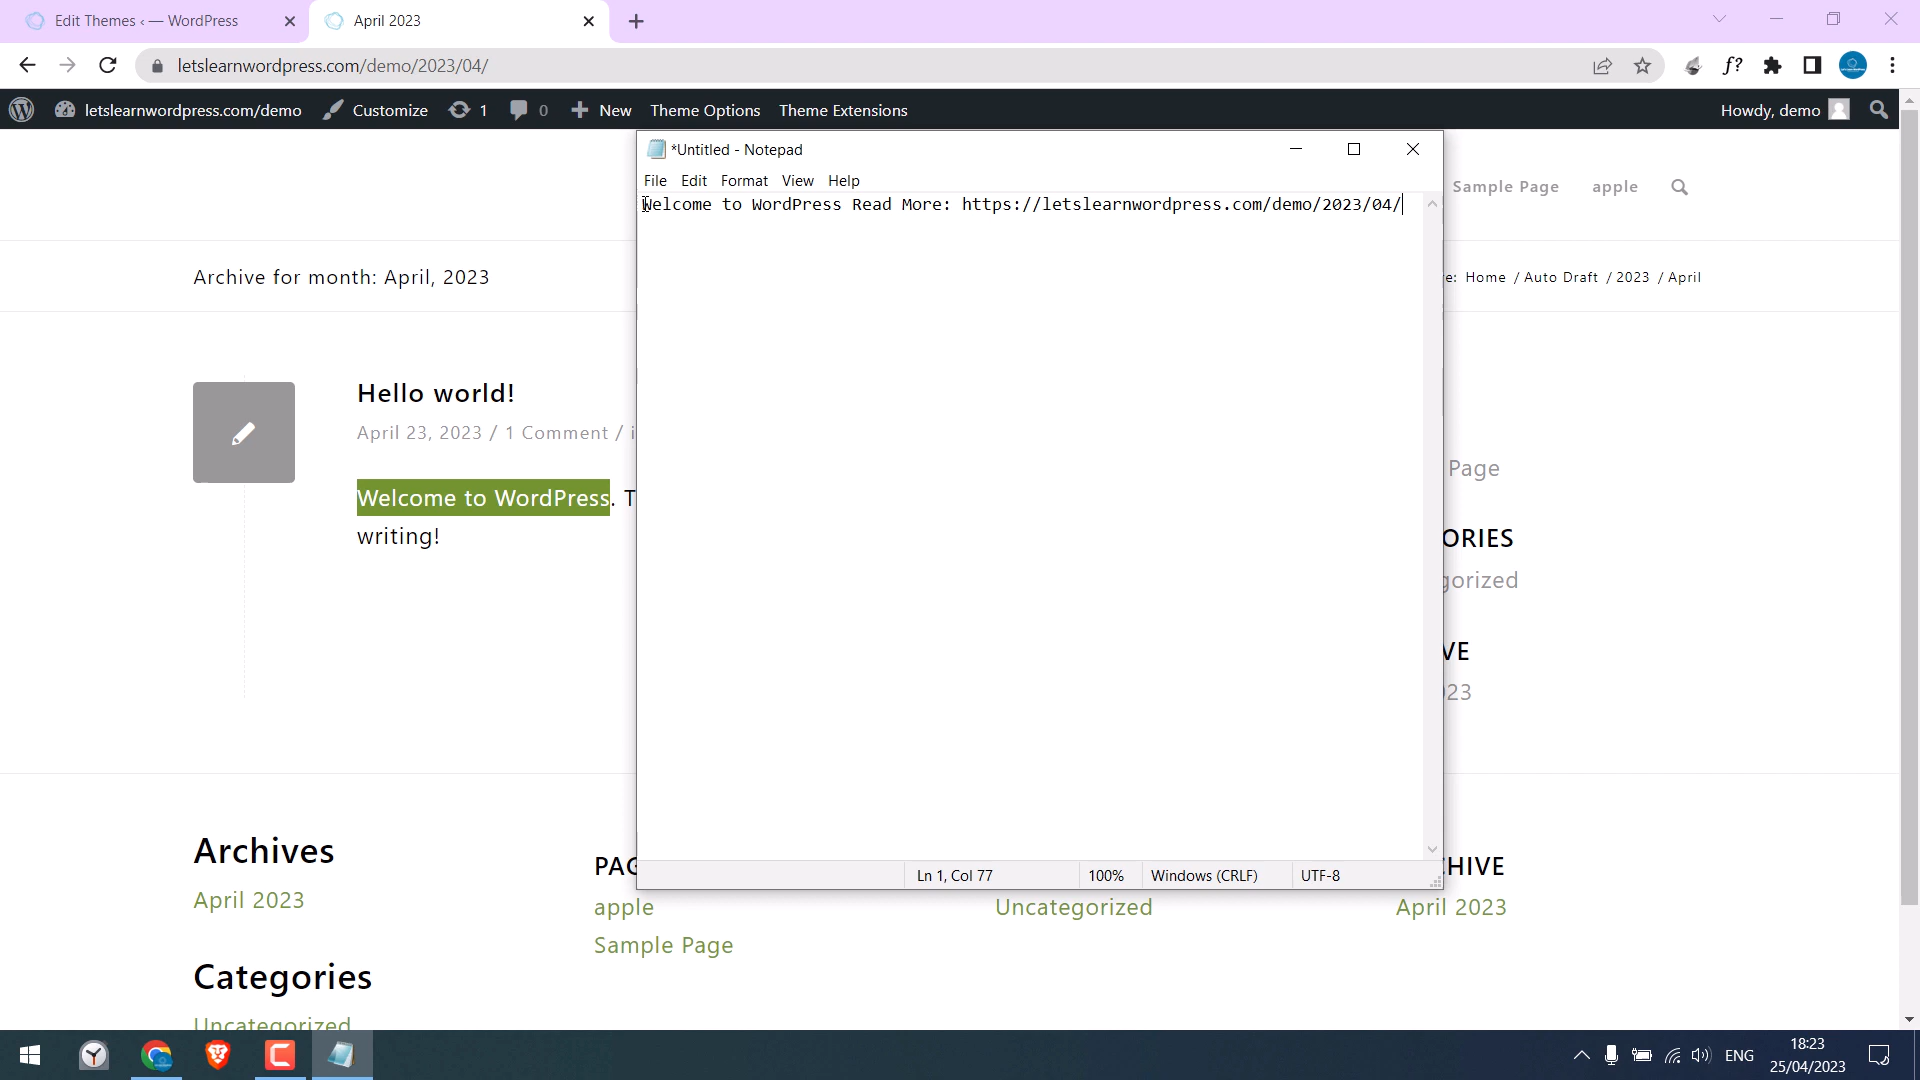 Edit Themes ‹ — WordPress
April 2023
letslearnwordpress.com/demo/2023/04/
f?
letslearnwordpress.com/demo Customize 1 0 New Theme Options Theme Extensions Howdy, demo
*Untitled - Notepad
File Edit Format View Help
Welcome to WordPress Read More: https://letslearnwordpress.com/demo/2023/04/
Sample Page apple
Archive for month: April, 2023
Home / Auto Draft / 2023 / April
Hello world!
April 23, 2023 / 1 Comment /
Welcome to WordPress. T
writing!
Page
ORIES
gorized
VE
23
Ln 1, Col 77 100% Windows (CRLF) UTF-8
Archives
April 2023
PAG
apple
Sample Page
Uncategorized
HIVE
April 2023
Categories
Uncategorized
ENG
18:23
25/04/2023